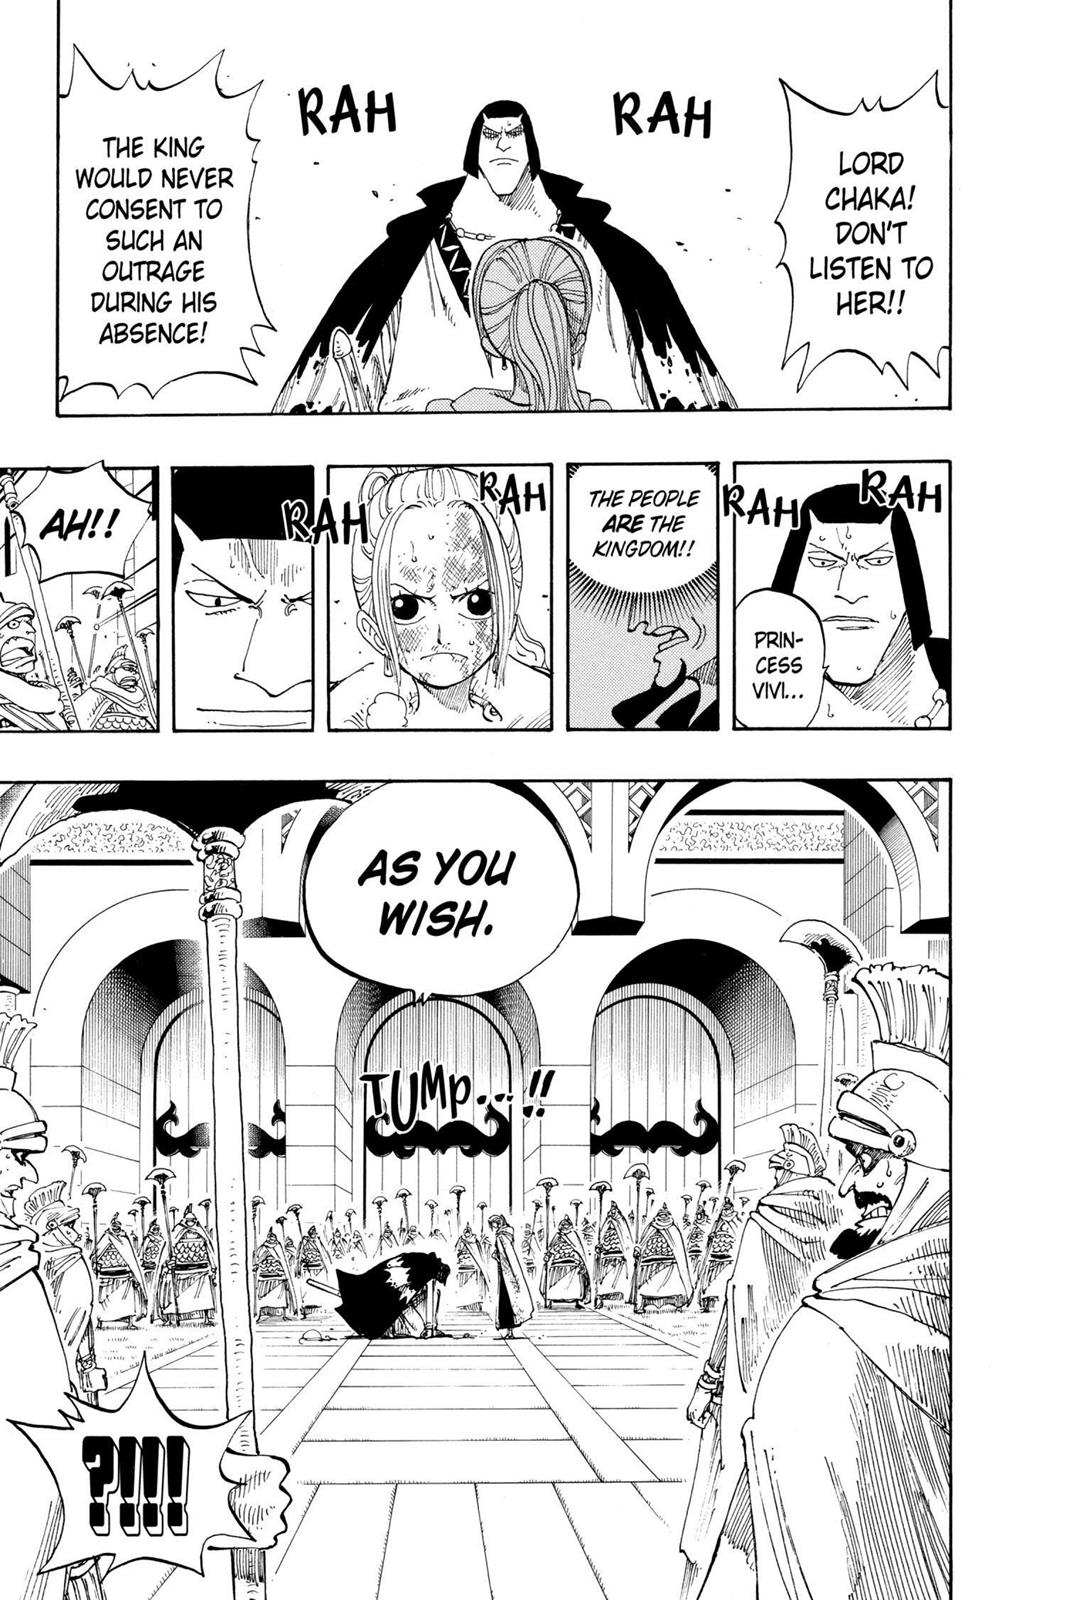 LORD
CHAKA!
DON'T
LISTEN TO
HER!!
RAH
RAH
THE KING
WOULD NEVER
CONSENT TO
SUCH AN
OUTRAGE
DURING HIS
ABSENCE!
RAH
RAH
PRIN-
CESS
VIVI...
THE PEOPLE
ARE THE
KINGDOM!!
RAH
RAH
AH!!
AS YOU
WISH.
TUMP...!!
?!!!